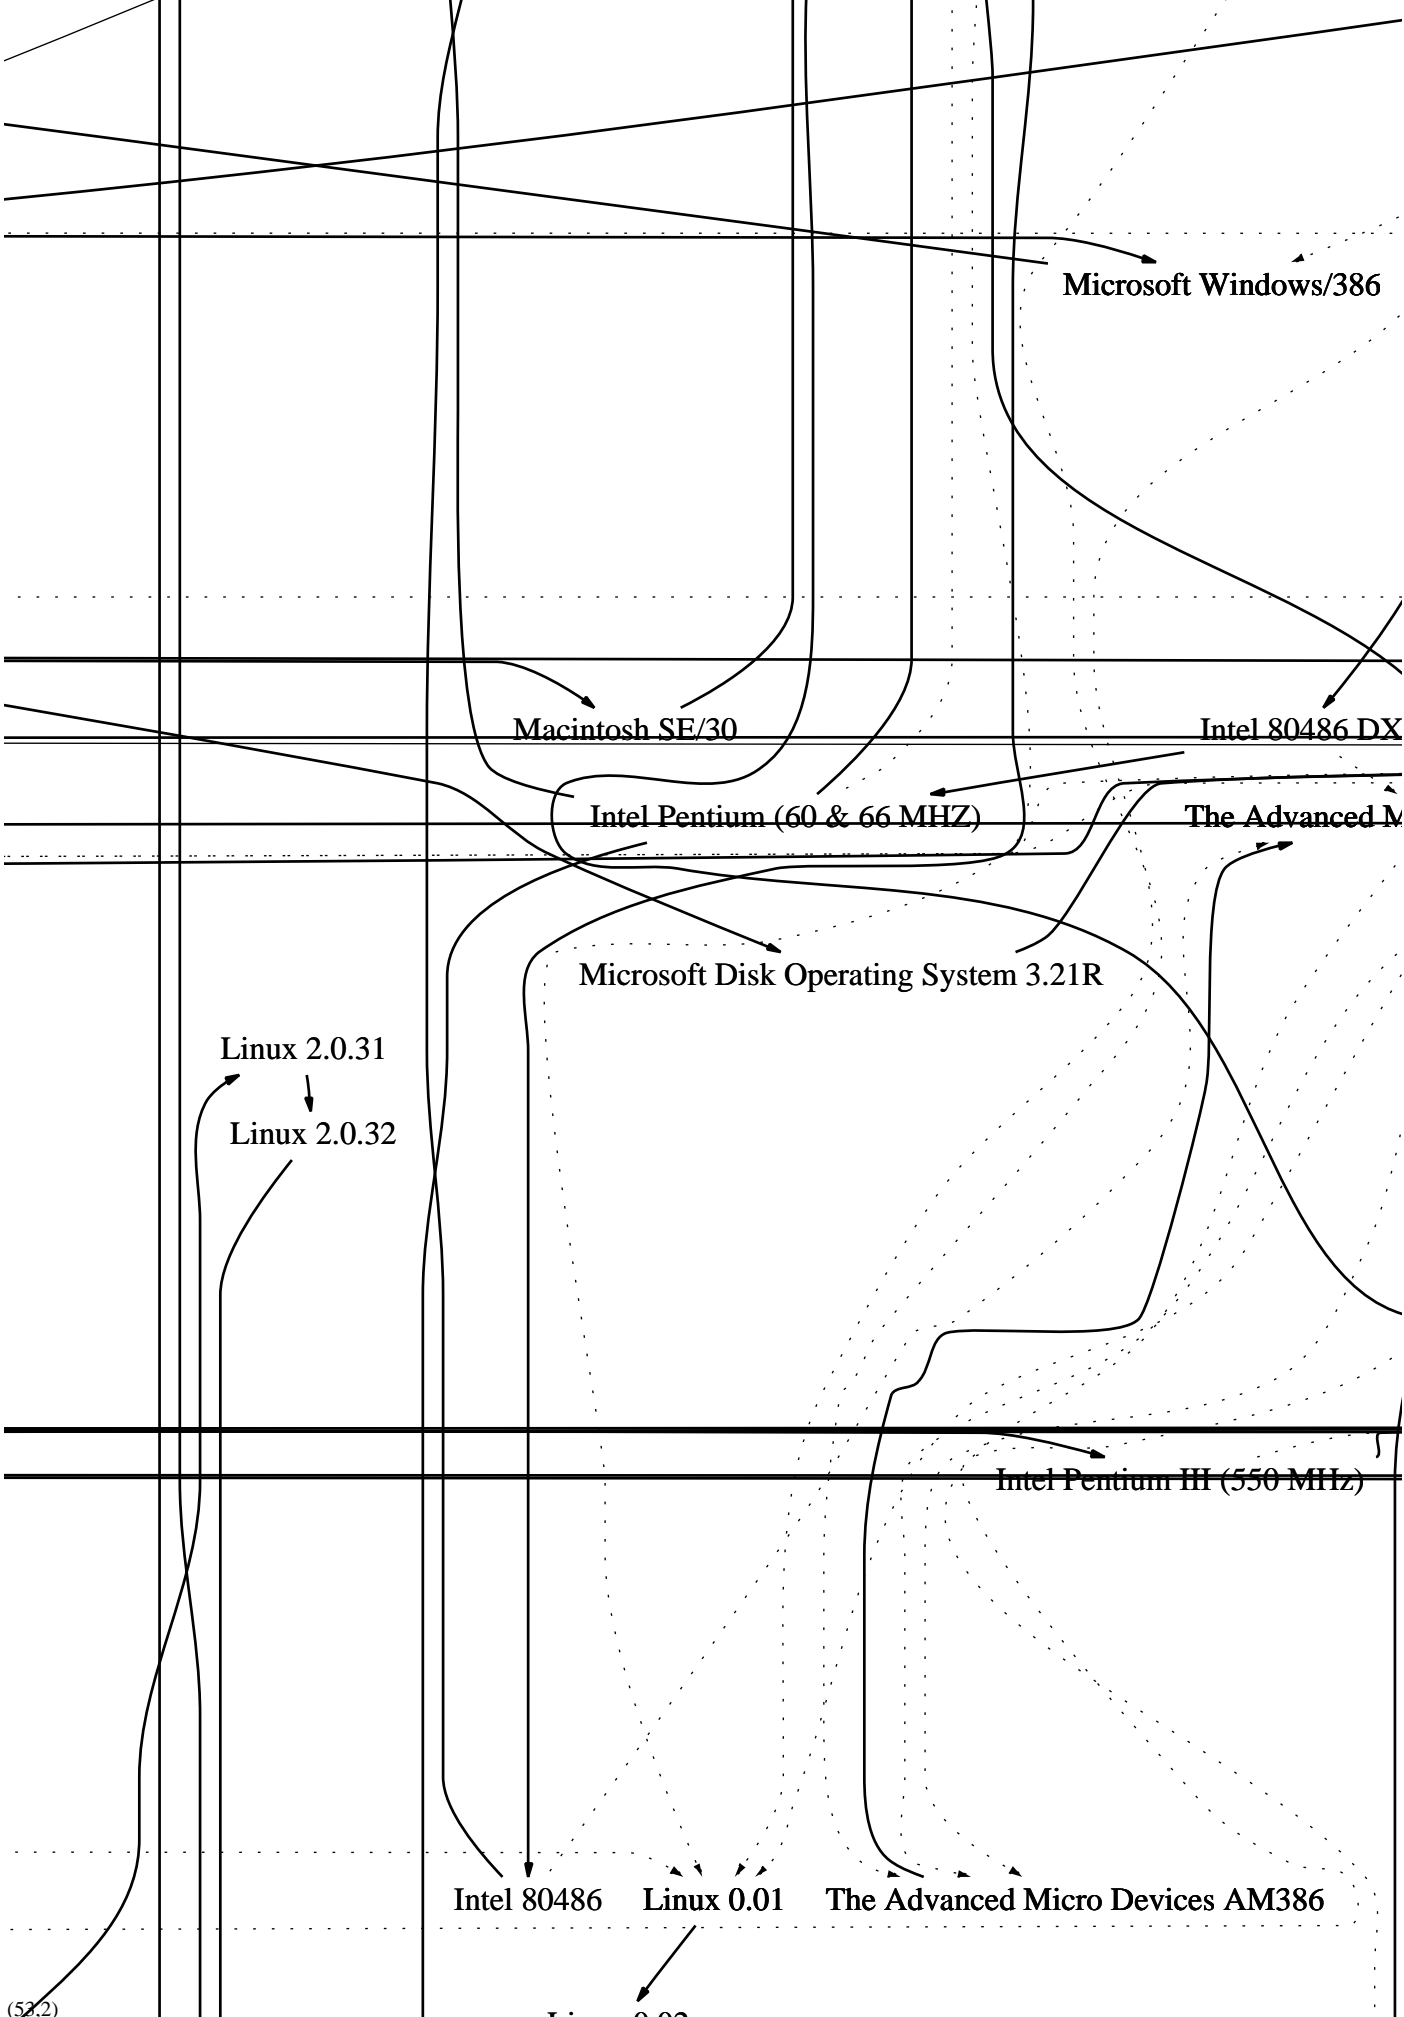 Microsoft Windows/386
Macintosh SE/30
Intel 80486 DX
Intel Pentium (60 & 66 MHZ)
The Advanced M
Microsoft Disk Operating System 3.21R
Linux 2.0.31
Linux 2.0.32
Intel Pentium III (550 MHz)
Intel 80486
Linux 0.01
The Advanced Micro Devices AM386
(53,2)